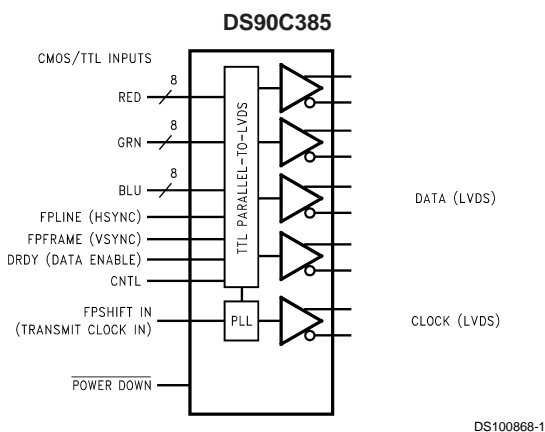 DS90C385
CMOS/TTL INPUTS
8
RED
8
GRN
8
BLU
FPLINE (HSYNC)
FPFRAME (VSYNC)
DRDY (DATA ENABLE)
CNTL
FPSHIFT IN
(TRANSMIT CLOCK IN)
POWER DOWN
TTL PARALLEL-TO-LVDS
PLL
DATA (LVDS)
CLOCK (LVDS)
DS100868-1